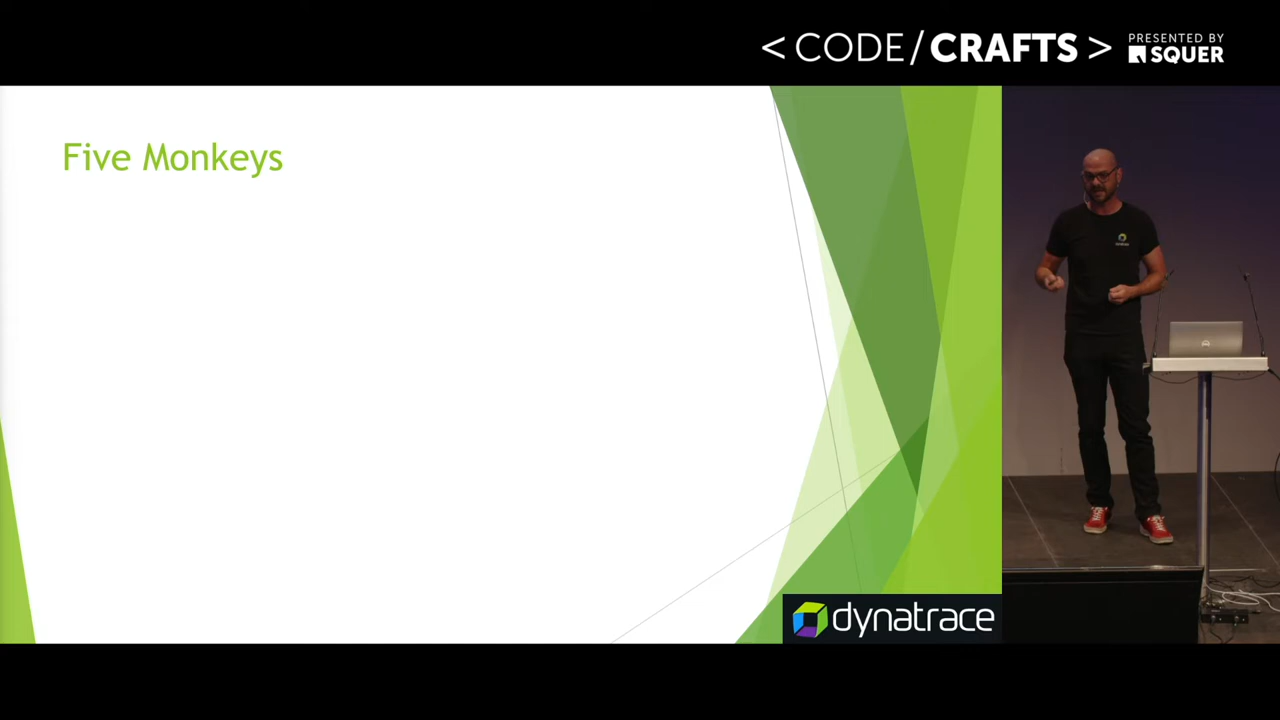 < CODE/CRAFTS >
PRESENTED BY
SQUER
Five Monkeys
dynatrace